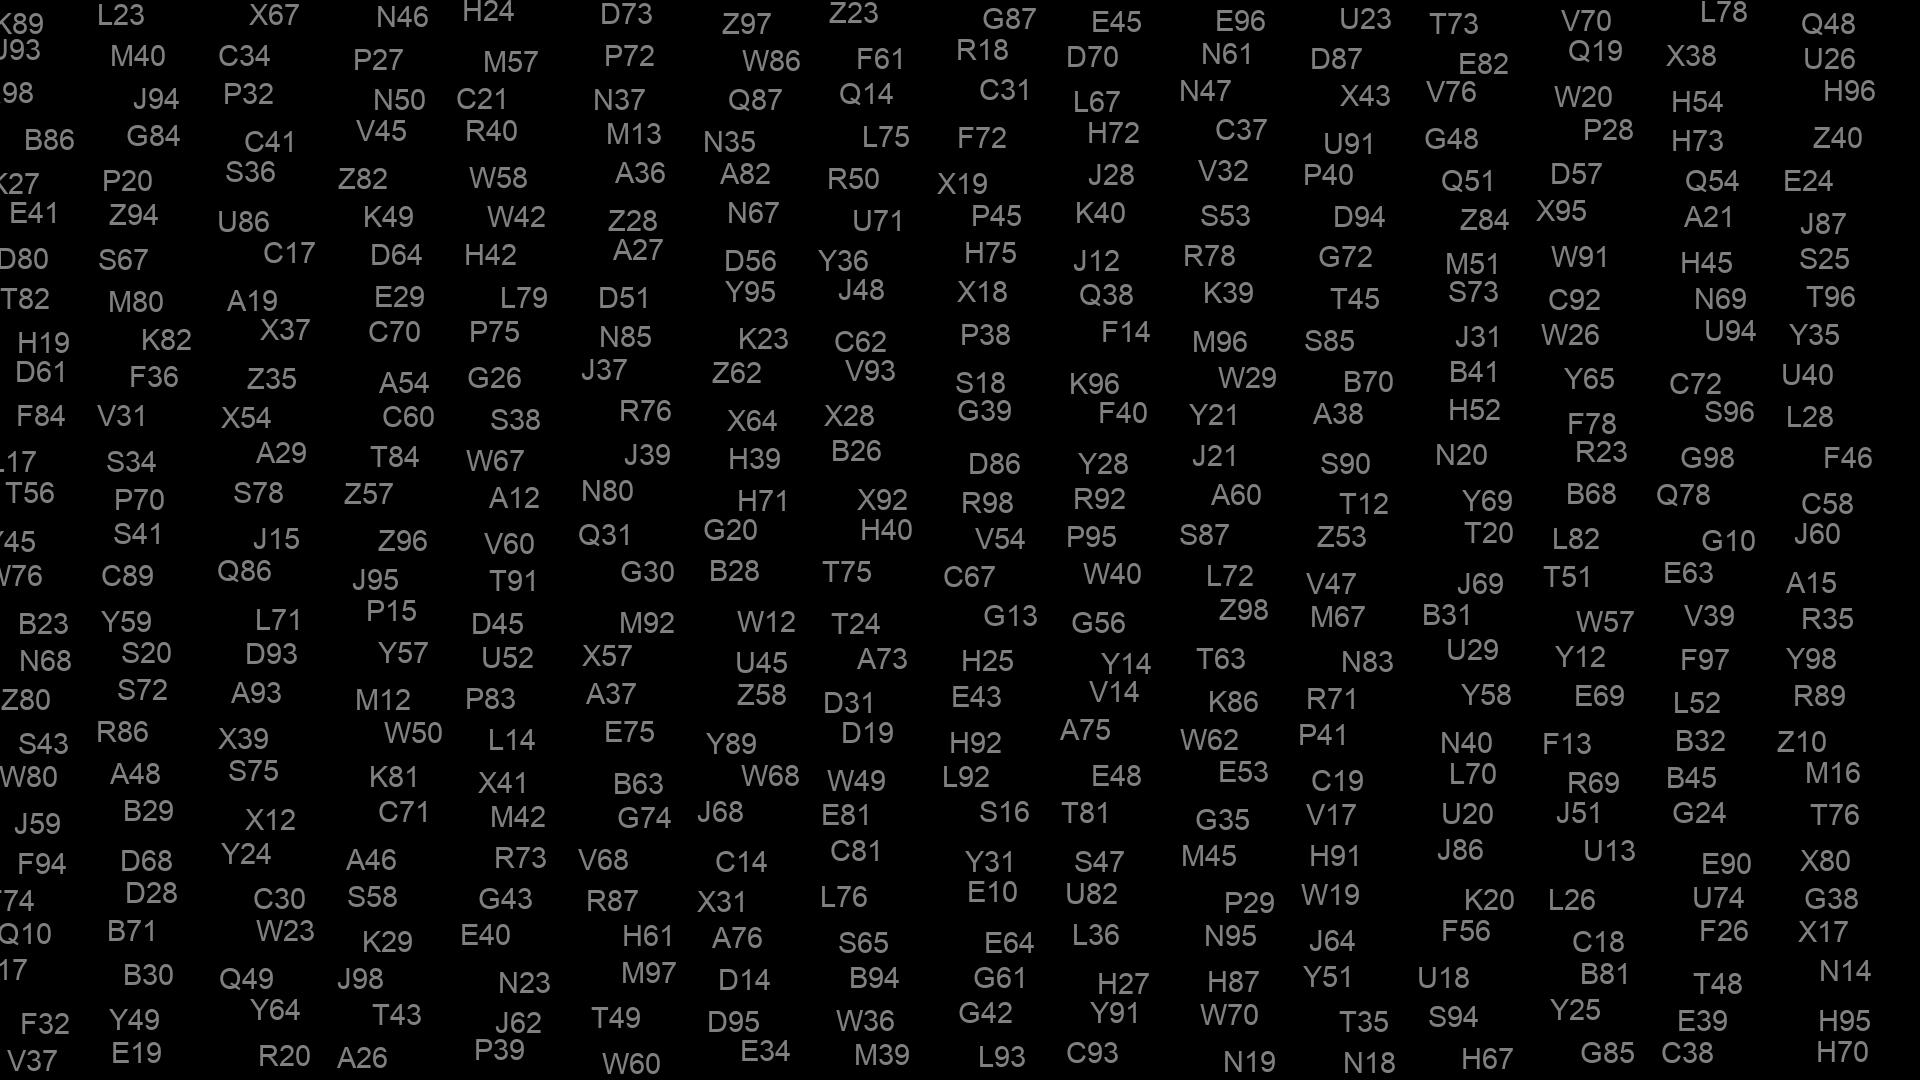 K89 L23 X67 N46 H24 D73 Z97 Z23 G87 E45 E96 U23 T73 V70 L78 Q48
J93 M40 C34 P27 M57 P72 W86 F61 R18 D70 N61 D87 E82 Q19 X38 U26
98 J94 P32 N50 C21 N37 Q87 Q14 C31 L67 N47 X43 V76 W20 H54 H96
B86 G84 C41 V45 R40 M13 N35 L75 F72 H72 C37 U91 G48 P28 H73 Z40
K27 P20 S36 Z82 W58 A36 A82 R50 X19 J28 V32 P40 Q51 D57 Q54 E24
E41 Z94 U86 K49 W42 Z28 N67 U71 P45 K40 S53 D94 Z84 X95 A21 J87
D80 S67 C17 D64 H42 A27 D56 Y36 H75 J12 R78 G72 M51 W91 H45 S25
T82 M80 A19 E29 L79 D51 Y95 J48 X18 Q38 K39 T45 S73 C92 N69 T96
H19 K82 X37 C70 P75 N85 K23 C62 P38 F14 M96 S85 J31 W26 U94 Y35
D61 F36 Z35 A54 G26 J37 Z62 V93 S18 K96 W29 B70 B41 Y65 C72 U40
F84 V31 X54 C60 S38 R76 X64 X28 G39 F40 Y21 A38 H52 F78 S96 L28
L17 S34 A29 T84 W67 J39 H39 B26 D86 Y28 J21 S90 N20 R23 G98 F46
T56 P70 S78 Z57 A12 N80 H71 X92 R98 R92 A60 T12 Y69 B68 Q78 C58
Y45 S41 J15 Z96 V60 Q31 G20 H40 V54 P95 S87 Z53 T20 L82 G10 J60
W76 C89 Q86 J95 T91 G30 B28 T75 C67 W40 L72 V47 J69 T51 E63 A15
B23 Y59 L71 P15 D45 M92 W12 T24 G13 G56 Z98 M67 B31 W57 V39 R35
N68 S20 D93 Y57 U52 X57 U45 A73 H25 Y14 T63 N83 U29 Y12 F97 Y98
Z80 S72 A93 M12 P83 A37 Z58 D31 E43 V14 K86 R71 Y58 E69 L52 R89
S43 R86 X39 W50 L14 E75 Y89 D19 H92 A75 W62 P41 N40 F13 B32 Z10
W80 A48 S75 K81 X41 B63 W68 W49 L92 E48 E53 C19 L70 R69 B45 M16
J59 B29 X12 C71 M42 G74 J68 E81 S16 T81 G35 V17 U20 J51 G24 T76
F94 D68 Y24 A46 R73 V68 C14 C81 Y31 S47 M45 H91 J86 U13 E90 X80
74 D28 C30 S58 G43 R87 X31 L76 E10 U82 P29 W19 K20 L26 U74 G38
Q10 B71 W23 K29 E40 H61 A76 S65 E64 L36 N95 J64 F56 C18 F26 X17
17 B30 Q49 J98 N23 M97 D14 B94 G61 H27 H87 Y51 U18 B81 T48 N14
F32 Y49 Y64 T43 J62 T49 D95 W36 G42 Y91 W70 T35 S94 Y25 E39 H95
V37 E19 R20 A26 P39 W60 E34 M39 L93 C93 N19 N18 H67 G85 C38 H70